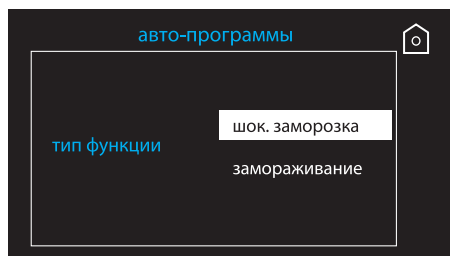 авто-программы
шок. заморозка
тип функции
замораживание